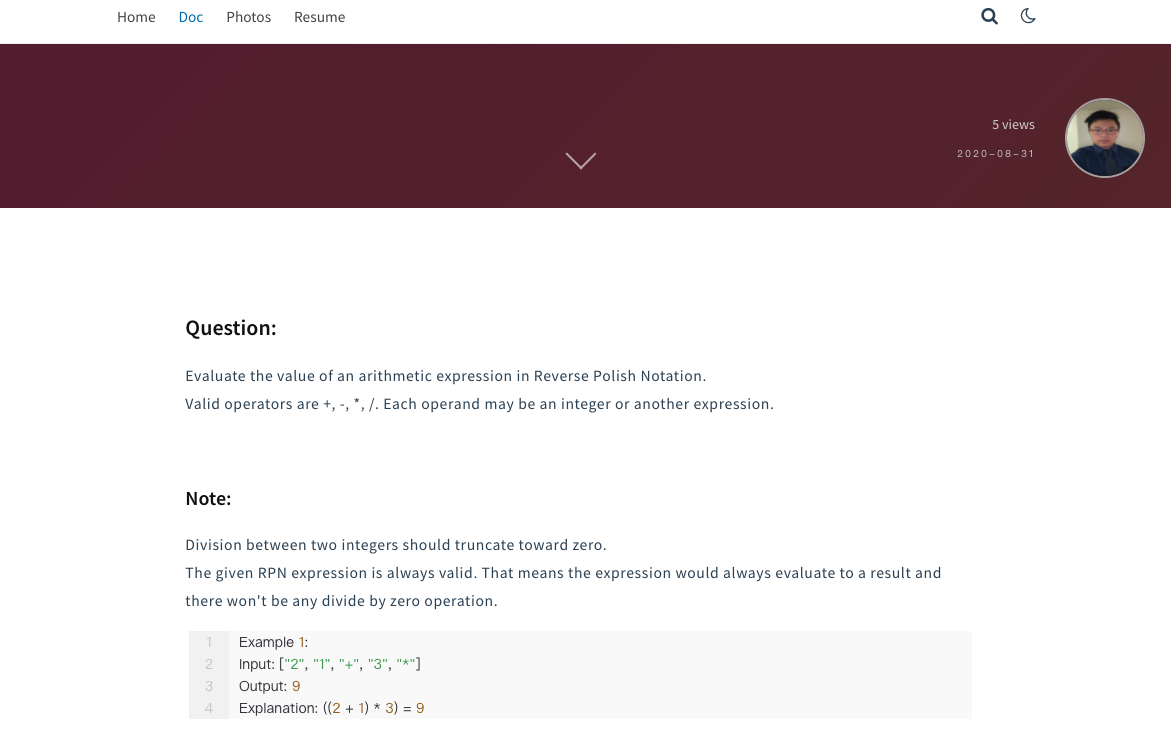 Home Doc Photos Resume
5 views
2020-08-31
Question:
Evaluate the value of an arithmetic expression in Reverse Polish Notation.
Valid operators are +, -, *, /. Each operand may be an integer or another expression.
Note:
Division between two integers should truncate toward zero.
The given RPN expression is always valid. That means the expression would always evaluate to a result and
there won't be any divide by zero operation.
1 Example 1:
2 Input: ["2", "1", "+", "3", "*"]
3 Output: 9
4 Explanation: ((2 + 1) * 3) = 9